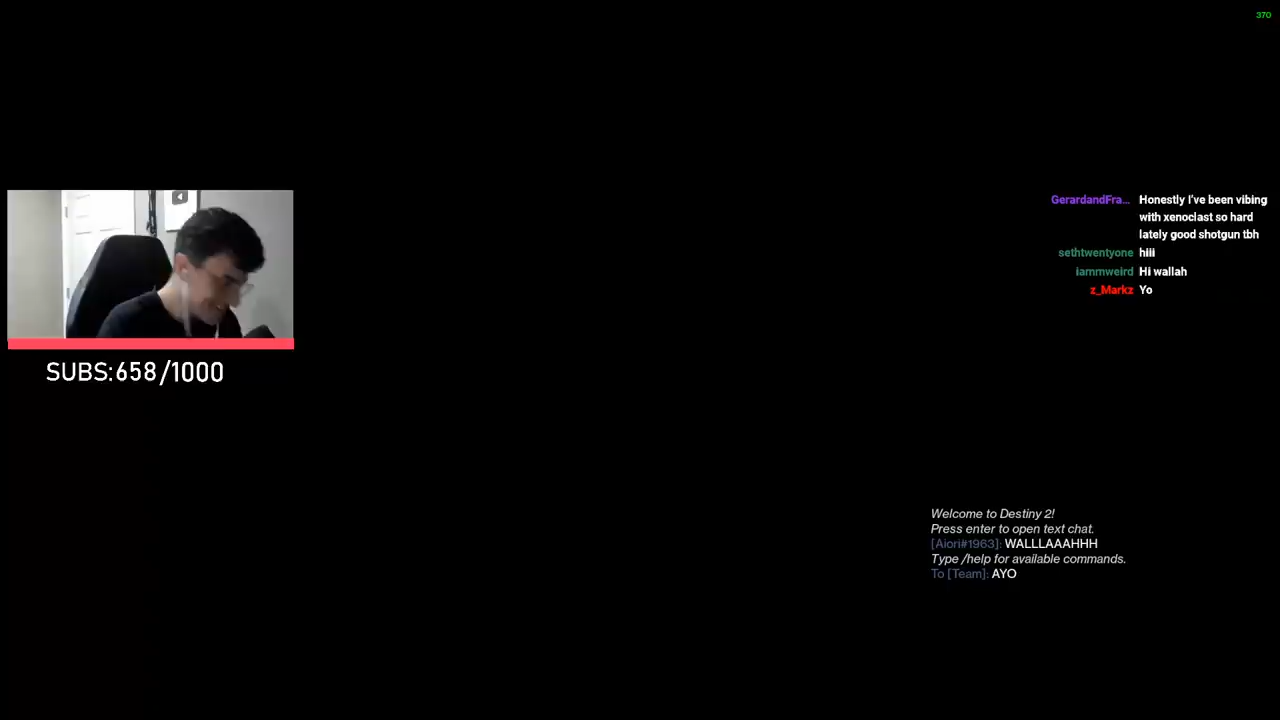 370
GerardandFra... Honestly I've been vibing
with xenoclast so hard
lately good shotgun tbh
sethtwentyone hiii
iammweird Hi wallah
z_Markz Yo
SUBS:658/1000
Welcome to Destiny 2!
Press enter to open text chat.
[Aiori#1963]: WALLLAAAHHH
Type /help for available commands.
To [Team]: AYO